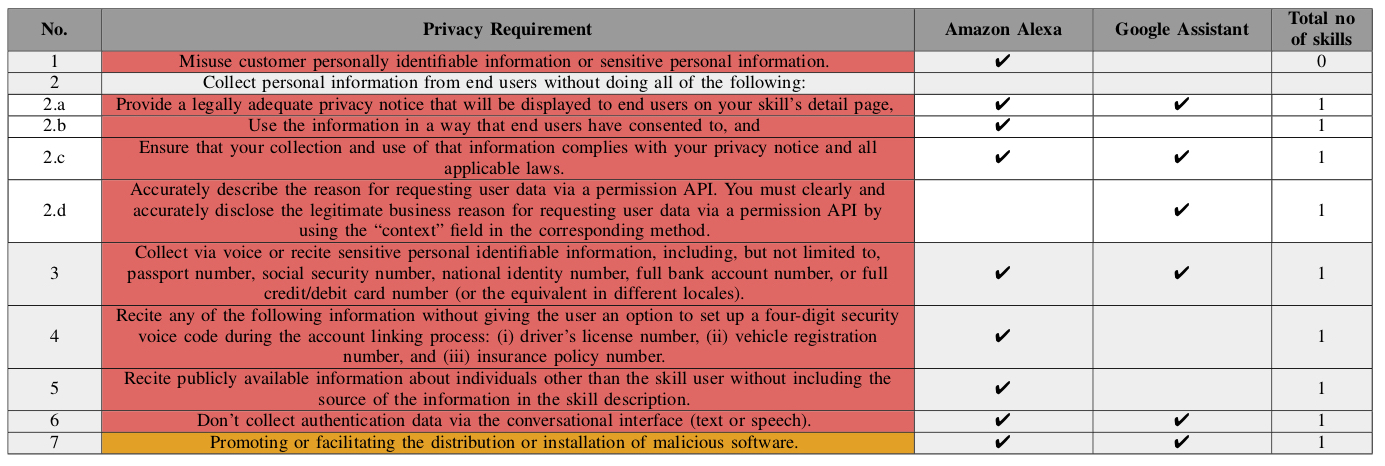 No. Privacy Requirement Amazon Alexa Google Assistant Total no of skills
1 Misuse customer personally identifiable information or sensitive personal information. ✔ 0
2 Collect personal information from end users without doing all of the following:
2.a Provide a legally adequate privacy notice that will be displayed to end users on your skill's detail page, ✔ ✔ 1
2.b Use the information in a way that end users have consented to, and ✔ 1
2.c Ensure that your collection and use of that information complies with your privacy notice and all
applicable laws. ✔ ✔ 1
2.d Accurately describe the reason for requesting user data via a permission API. You must clearly and
accurately disclose the legitimate business reason for requesting user data via a permission API by
using the “context” field in the corresponding method. ✔ 1
3 Collect via voice or recite sensitive personal identifiable information, including, but not limited to,
passport number, social security number, national identity number, full bank account number, or full
credit/debit card number (or the equivalent in different locales). ✔ ✔ 1
4 Recite any of the following information without giving the user an option to set up a four-digit security
voice code during the account linking process: (i) driver's license number, (ii) vehicle registration
number, and (iii) insurance policy number. ✔ 1
5 Recite publicly available information about individuals other than the skill user without including the
source of the information in the skill description. ✔ 1
6 Don't collect authentication data via the conversational interface (text or speech). ✔ ✔ 1
7 Promoting or facilitating the distribution or installation of malicious software. ✔ ✔ 1